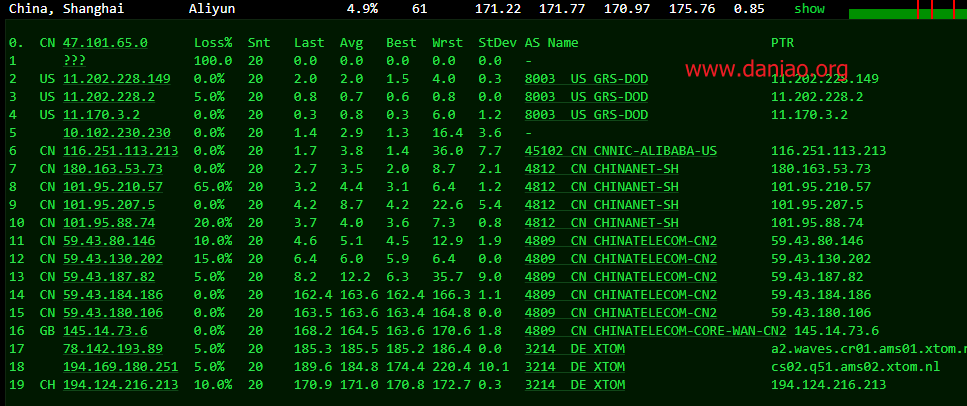 China, Shanghai Aliyun 4.9% 61 171.22 171.77 170.97 175.76 0.85 show
0. CN 47.101.65.0 Loss% Snt Last Avg Best Wrst StDev AS Name PTR
1 ??? 100.0 20 0.0 0.0 0.0 0.0 0.0 -
www.danjao.org
2 US 11.202.228.149 0.0% 20 2.0 2.0 1.5 4.0 0.3 8003 US GRS-DOD 11.202.228.149
3 US 11.202.228.2 5.0% 20 0.8 0.7 0.6 0.8 0.0 8003 US GRS-DOD 11.202.228.2
4 US 11.170.3.2 0.0% 20 0.3 0.8 0.3 6.0 1.2 8003 US GRS-DOD 11.170.3.2
5 10.102.230.230 0.0% 20 1.4 2.9 1.3 16.4 3.6 -
6 CN 116.251.113.213 0.0% 20 1.7 3.8 1.4 36.0 7.7 45102 CN CNNIC-ALIBABA-US 116.251.113.213
7 CN 180.163.53.73 0.0% 20 2.7 3.5 2.0 8.7 2.1 4812 CN CHINANET-SH 180.163.53.73
8 CN 101.95.210.57 65.0% 20 3.2 4.4 3.1 6.4 1.2 4812 CN CHINANET-SH 101.95.210.57
9 CN 101.95.207.5 0.0% 20 4.2 8.7 4.2 22.6 5.4 4812 CN CHINANET-SH 101.95.207.5
10 CN 101.95.88.74 20.0% 20 3.7 4.0 3.6 7.3 0.8 4812 CN CHINANET-SH 101.95.88.74
11 CN 59.43.80.146 10.0% 20 4.6 5.1 4.5 12.9 1.9 4809 CN CHINATELECOM-CN2 59.43.80.146
12 CN 59.43.130.202 15.0% 20 6.4 6.0 5.9 6.4 0.0 4809 CN CHINATELECOM-CN2 59.43.130.202
13 CN 59.43.187.82 5.0% 20 8.2 12.2 6.3 35.7 9.0 4809 CN CHINATELECOM-CN2 59.43.187.82
14 CN 59.43.184.186 0.0% 20 162.4 163.6 162.4 166.3 1.1 4809 CN CHINATELECOM-CN2 59.43.184.186
15 CN 59.43.180.106 0.0% 20 163.5 163.6 163.4 164.8 0.0 4809 CN CHINATELECOM-CN2 59.43.180.106
16 GB 145.14.73.6 0.0% 20 168.2 164.5 163.6 170.6 1.8 4809 CN CHINATELECOM-CORE-WAN-CN2 145.14.73.6
17 78.142.193.89 5.0% 20 185.3 185.5 185.2 186.4 0.0 3214 DE XTOM a2.waves.cr01.ams01.xtom.n
18 194.169.180.251 5.0% 20 189.6 184.8 174.4 220.4 10.1 3214 DE XTOM cs02.q51.ams02.xtom.nl
19 CH 194.124.216.213 10.0% 20 170.9 171.0 170.8 172.7 0.3 3214 DE XTOM 194.124.216.213